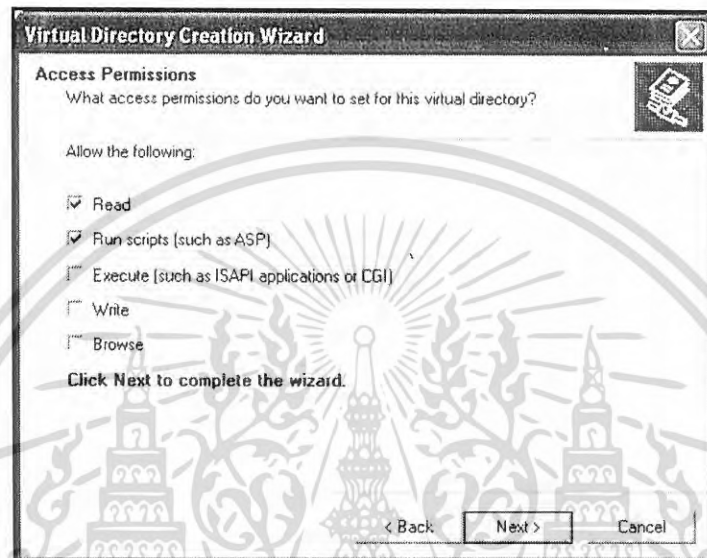 Virtual Directory Creation Wizard
Access Permissions
What access permissions do you want to set for this virtual directory?
Allow the following:
Read
Run scripts (such as ASP)
Execute (such as ISAPI applications or CGI)
Write
Browse
Click Next to complete the wizard.
< Back Next > Cancel